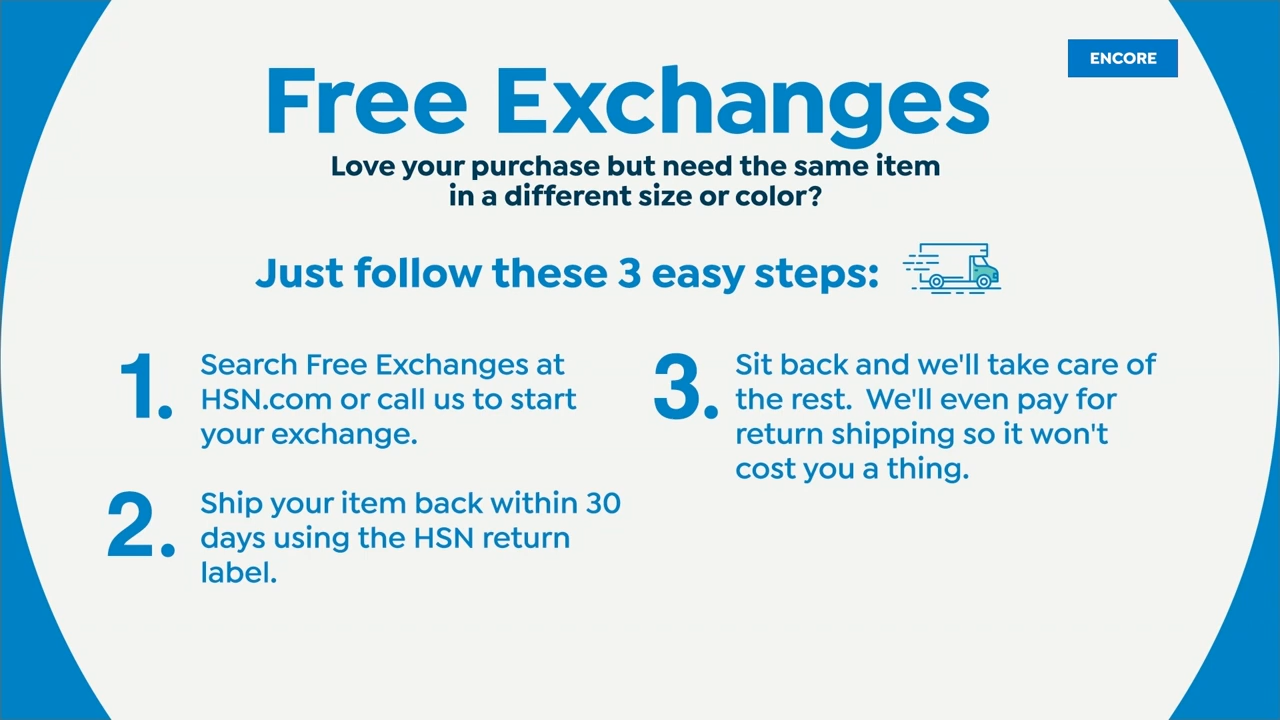 ENCORE
Free Exchanges
Love your purchase but need the same item
in a different size or color?
Just follow these 3 easy steps:
1. Search Free Exchanges at
HSN.com or call us to start
your exchange.
2. Ship your item back within 30
days using the HSN return
label.
3. Sit back and we'll take care of
the rest.  We'll even pay for
return shipping so it won't
cost you a thing.